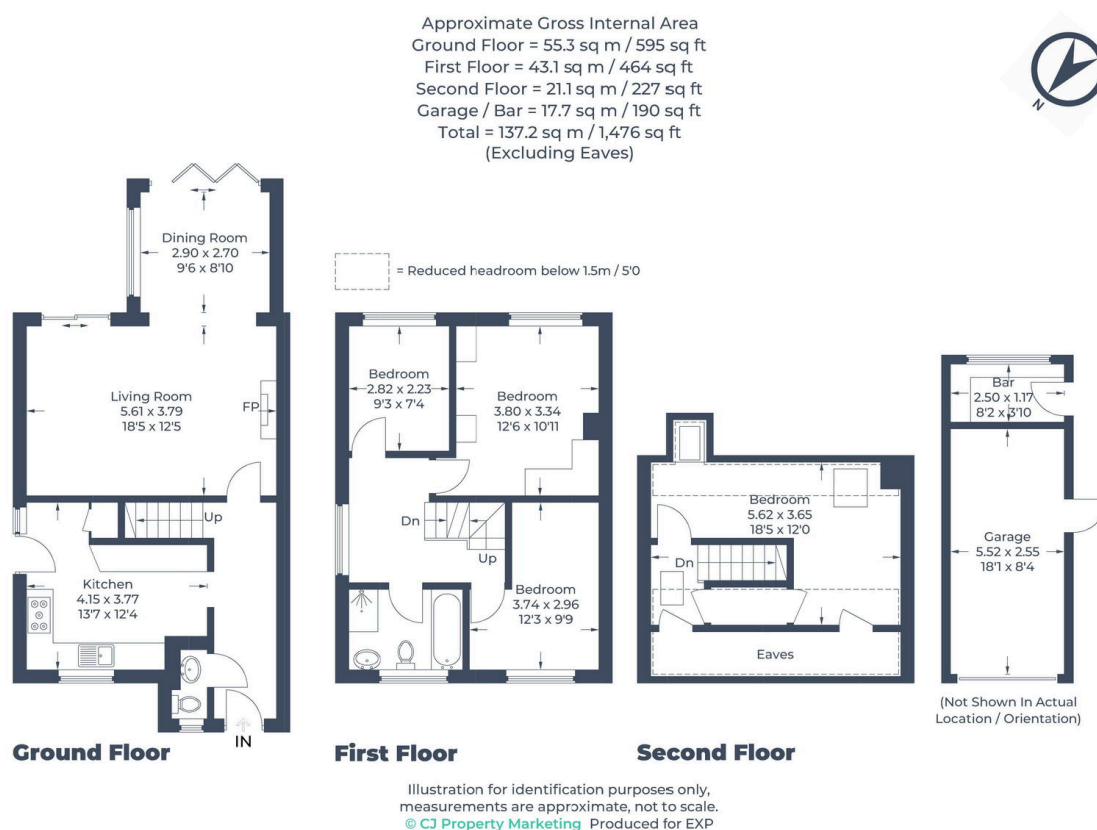 Approximate Gross Internal Area
Ground Floor = 55.3 sq m / 595 sq ft
First Floor = 43.1 sq m / 464 sq ft
Second Floor = 21.1 sq m / 227 sq ft
Garage / Bar = 17.7 sq m / 190 sq ft
Total = 137.2 sq m / 1,476 sq ft
(Excluding Eaves)
N
Dining Room
2.90 x 2.70
9'6 x 8'10
= Reduced headroom below 1.5m / 5'0
Living Room
5.61 x 3.79
18'5 x 12'5
FP
Up
Kitchen
4.15 x 3.77
13'7 x 12'4
IN
Ground Floor
Bedroom
2.82 x 2.23
9'3 x 7'4
Bedroom
3.80 x 3.34
12'6 x 10'11
Dn
Up
Bedroom
3.74 x 2.96
12'3 x 9'9
First Floor
Bedroom
5.62 x 3.65
18'5 x 12'0
Dn
Eaves
Second Floor
Bar
2.50 x 1.17
8'2 x 3'10
Garage
5.52 x 2.55
18'1 x 8'4
(Not Shown In Actual
Location / Orientation)
Illustration for identification purposes only,
measurements are approximate, not to scale.
© CJ Property Marketing Produced for EXP